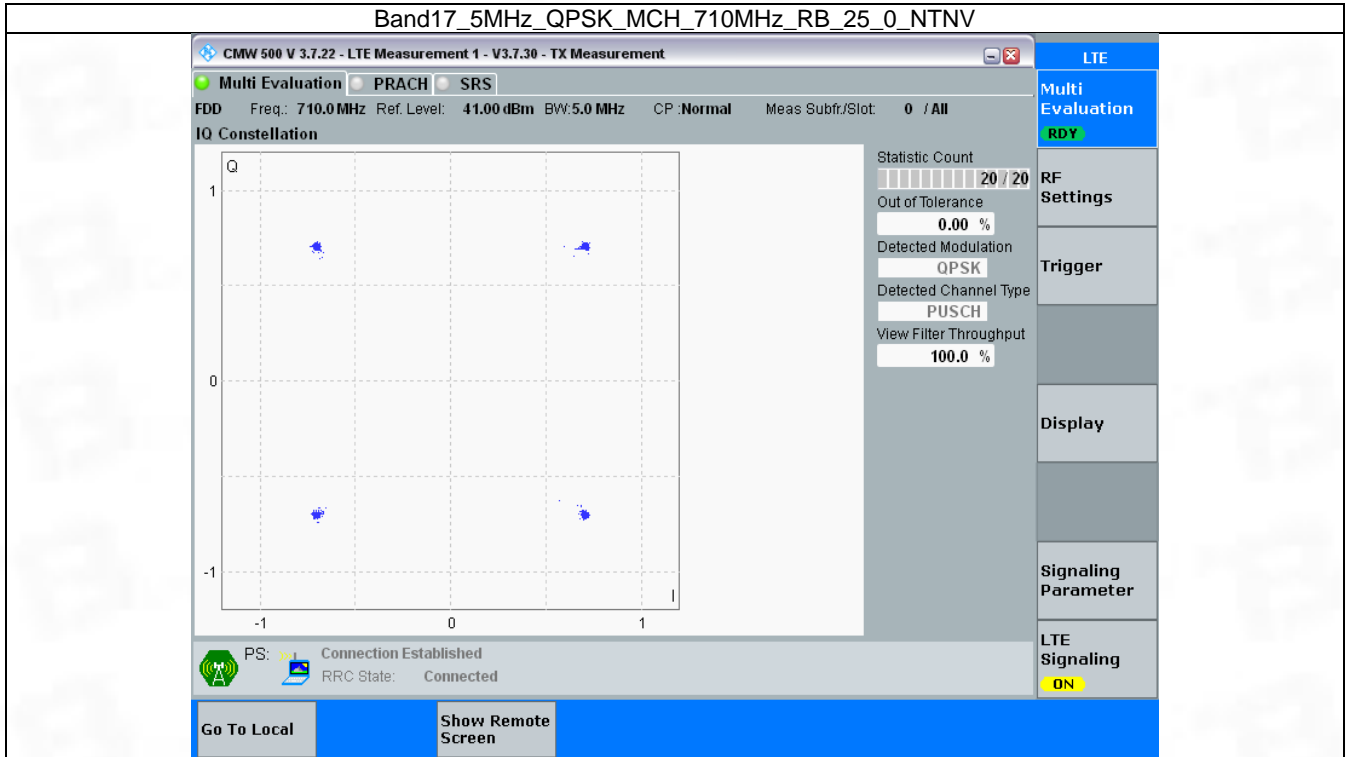 Band17_5MHz_QPSK_MCH_710MHz_RB_25_0_NTNV
CMW 500 V 3.7.22 - LTE Measurement 1 - V3.7.30 - TX Measurement
LTE
Multi Evaluation PRACH SRS
Multi
Evaluation
RDY
FDD Freq.: 710.0 MHz Ref. Level: 41.00 dBm BW: 5.0 MHz CP : Normal Meas Subfr./Slot: 0 / All
IQ Constellation
Q
1
0
-1
I
-1 0 1
Statistic Count
20 / 20
Out of Tolerance
0.00 %
Detected Modulation
QPSK
Detected Channel Type
PUSCH
View Filter Throughput
100.0 %
RF
Settings
Trigger
Display
Signaling
Parameter
LTE
Signaling
ON
PS: Connection Established
RRC State: Connected
A
Go To Local
Show Remote
Screen